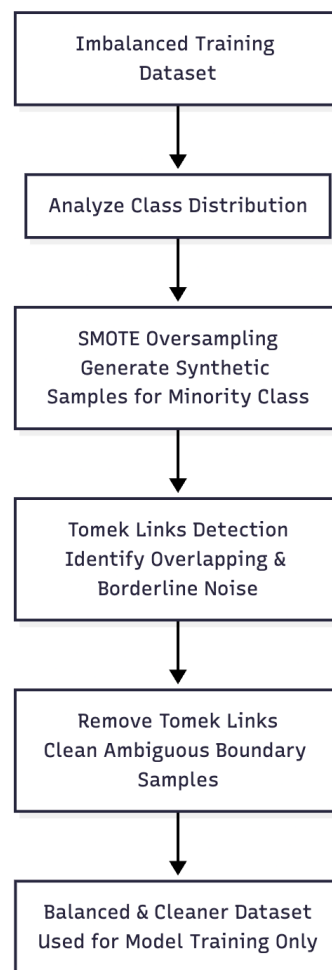 Imbalanced Training
Dataset
Analyze Class Distribution
SMOTE Oversampling
Generate Synthetic
Samples for Minority Class
Tomek Links Detection
Identify Overlapping &
Borderline Noise
Remove Tomek Links
Clean Ambiguous Boundary
Samples
Balanced & Cleaner Dataset
Used for Model Training Only